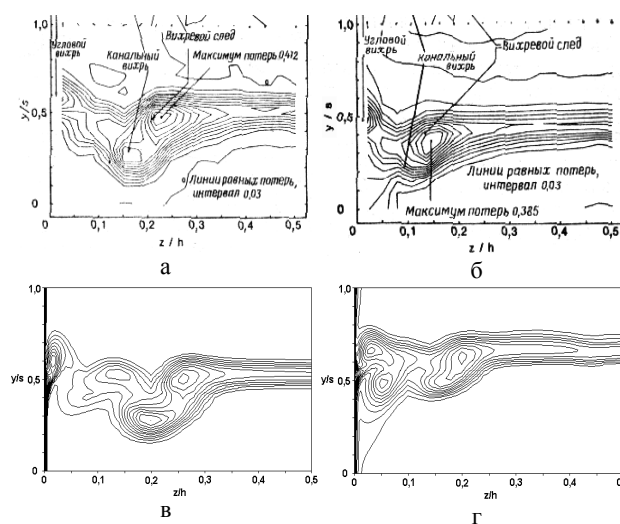 1,0
Угловой вихрь
Канальный вихрь
Вихревой след
Максимум потерь 0,412
y/s
0,5
Линии равных потерь, интервал 0,03
0
0 0,1 0,2 0,3 0,4 0,5
z / h
а
1,0
Угловой вихрь
Канальный вихрь
Вихревой след
y / s
0,5
Линии равных потерь, интервал 0,03
Максимум потерь 0,385
0
0 0,1 0,2 0,3 0,4 0,5
z / h
б
1,0
y/s
0,5
0
0 0,1 0,2 0,3 0,4 0,5
z/h
в
1,0
y/s
0,5
0
0 0,1 0,2 0,3 0,4 0,5
z/h
г